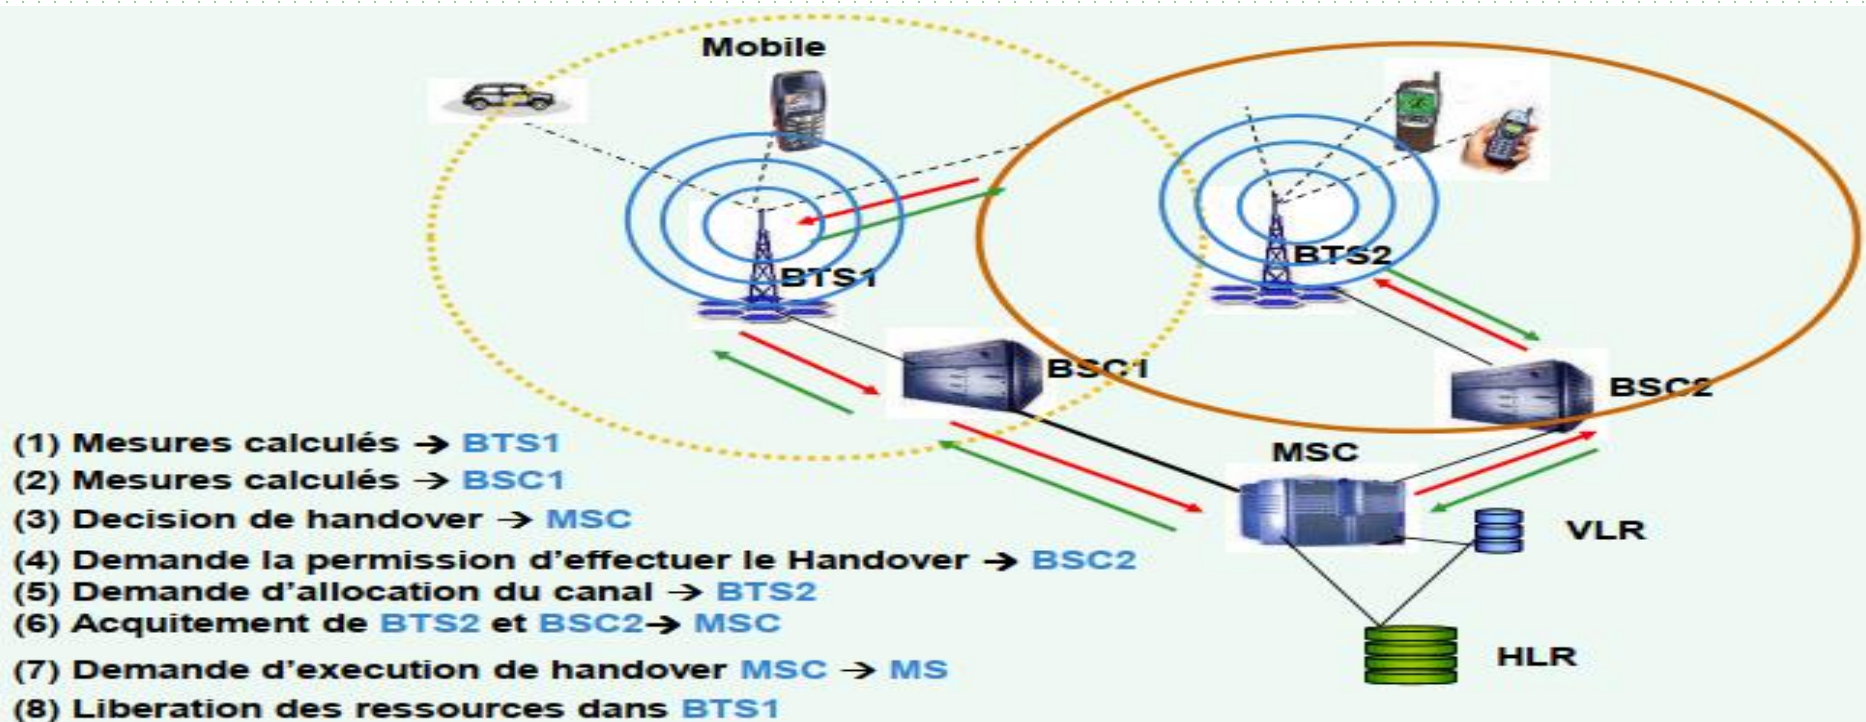 Mobile
BTS1
BTS2
BSC1
BSC2
MSC
VLR
HLR
(1) Mesures calculés → BTS1
(2) Mesures calculés → BSC1
(3) Decision de handover → MSC
(4) Demande la permission d'effectuer le Handover → BSC2
(5) Demande d'allocation du canal → BTS2
(6) Acquitement de BTS2 et BSC2→ MSC
(7) Demande d'execution de handover MSC → MS
(8) Liberation des ressources dans BTS1